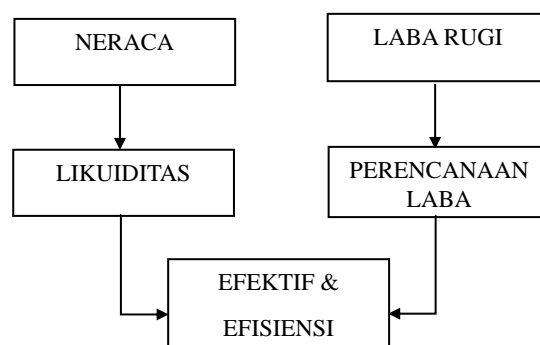 NERACA
LABA RUGI
LIKUIDITAS
PERENCANAAN
LABA
EFEKTIF &
EFISIENSI